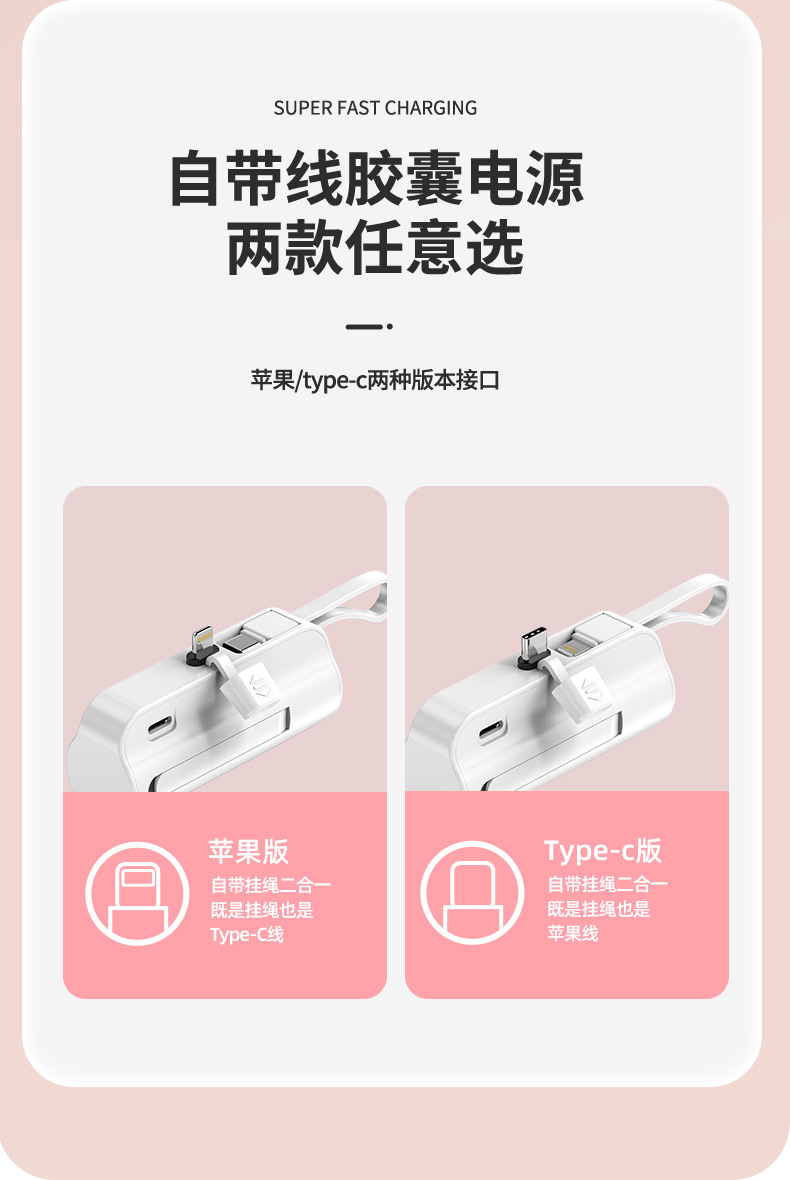 SUPER FAST CHARGING
自带线胶囊电源
两款任意选
苹果/type-c两种版本接口
苹果版
自带挂绳二合一
既是挂绳也是
Type-C线
Type-c版
自带挂绳二合一
既是挂绳也是
苹果线